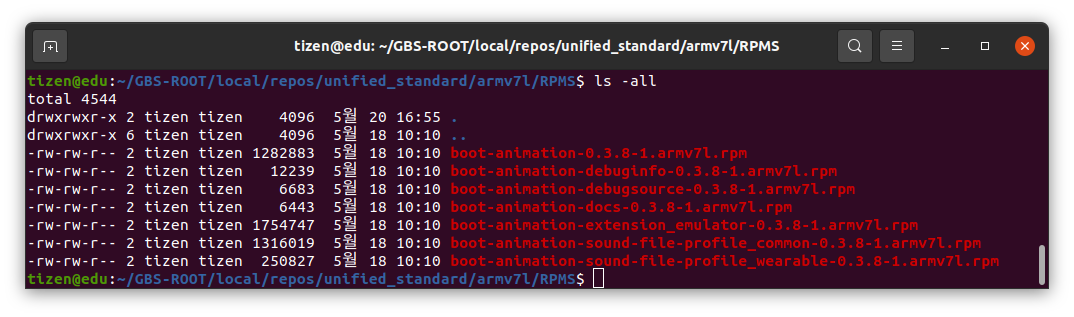 tizen@edu: ~/GBS-ROOT/local/repos/unified_standard/armv7l/RPMS
tizen@edu:~/GBS-ROOT/local/repos/unified_standard/armv7l/RPMS$ ls -all
total 4544
drwxrwxr-x 2 tizen tizen    4096  5월 20 16:55 .
drwxrwxr-x 6 tizen tizen    4096  5월 18 10:10 ..
-rw-rw-r-- 2 tizen tizen 1282883  5월 18 10:10 boot-animation-0.3.8-1.armv7l.rpm
-rw-rw-r-- 2 tizen tizen   12239  5월 18 10:10 boot-animation-debuginfo-0.3.8-1.armv7l.rpm
-rw-rw-r-- 2 tizen tizen    6683  5월 18 10:10 boot-animation-debugsource-0.3.8-1.armv7l.rpm
-rw-rw-r-- 2 tizen tizen    6443  5월 18 10:10 boot-animation-docs-0.3.8-1.armv7l.rpm
-rw-rw-r-- 2 tizen tizen 1754747  5월 18 10:10 boot-animation-extension_emulator-0.3.8-1.armv7l.rpm
-rw-rw-r-- 2 tizen tizen 1316019  5월 18 10:10 boot-animation-sound-file-profile_common-0.3.8-1.armv7l.rpm
-rw-rw-r-- 2 tizen tizen  250827  5월 18 10:10 boot-animation-sound-file-profile_wearable-0.3.8-1.armv7l.rpm
tizen@edu:~/GBS-ROOT/local/repos/unified_standard/armv7l/RPMS$